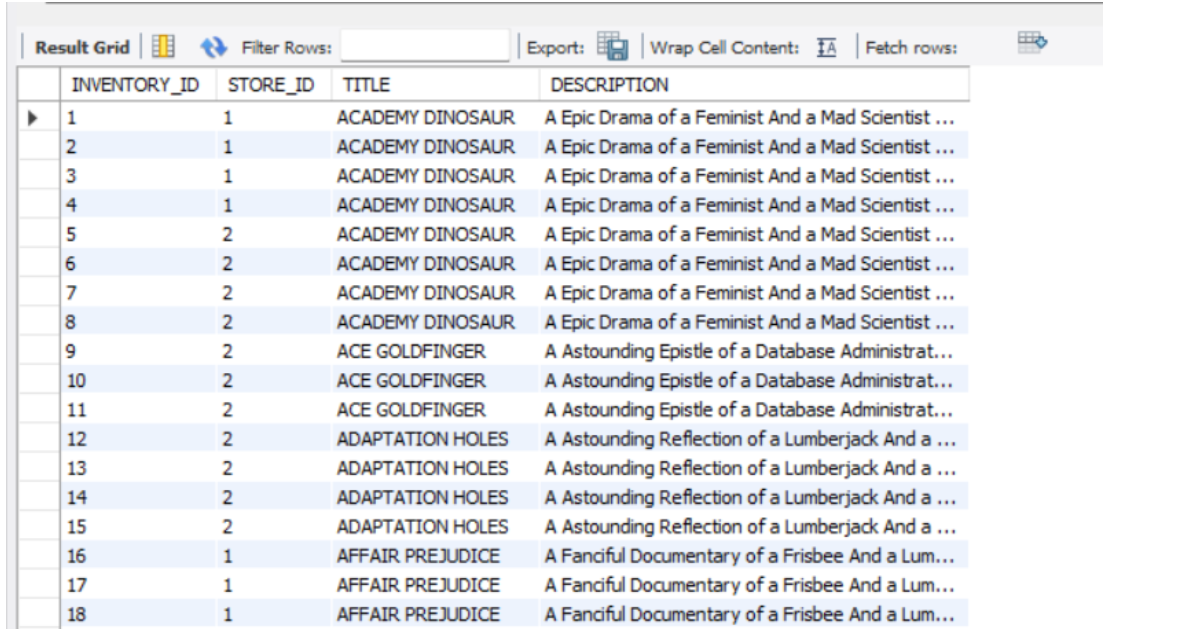 Result Grid Filter Rows: Export: Wrap Cell Content: Fetch rows:
INVENTORY_ID STORE_ID TITLE DESCRIPTION
1 1 ACADEMY DINOSAUR A Epic Drama of a Feminist And a Mad Scientist ...
2 1 ACADEMY DINOSAUR A Epic Drama of a Feminist And a Mad Scientist ...
3 1 ACADEMY DINOSAUR A Epic Drama of a Feminist And a Mad Scientist ...
4 1 ACADEMY DINOSAUR A Epic Drama of a Feminist And a Mad Scientist ...
5 2 ACADEMY DINOSAUR A Epic Drama of a Feminist And a Mad Scientist ...
6 2 ACADEMY DINOSAUR A Epic Drama of a Feminist And a Mad Scientist ...
7 2 ACADEMY DINOSAUR A Epic Drama of a Feminist And a Mad Scientist ...
8 2 ACADEMY DINOSAUR A Epic Drama of a Feminist And a Mad Scientist ...
9 2 ACE GOLDFINGER A Astounding Epistle of a Database Administrat...
10 2 ACE GOLDFINGER A Astounding Epistle of a Database Administrat...
11 2 ACE GOLDFINGER A Astounding Epistle of a Database Administrat...
12 2 ADAPTATION HOLES A Astounding Reflection of a Lumberjack And a ...
13 2 ADAPTATION HOLES A Astounding Reflection of a Lumberjack And a ...
14 2 ADAPTATION HOLES A Astounding Reflection of a Lumberjack And a ...
15 2 ADAPTATION HOLES A Astounding Reflection of a Lumberjack And a ...
16 1 AFFAIR PREJUDICE A Fanciful Documentary of a Frisbee And a Lum...
17 1 AFFAIR PREJUDICE A Fanciful Documentary of a Frisbee And a Lum...
18 1 AFFAIR PREJUDICE A Fanciful Documentary of a Frisbee And a Lum...